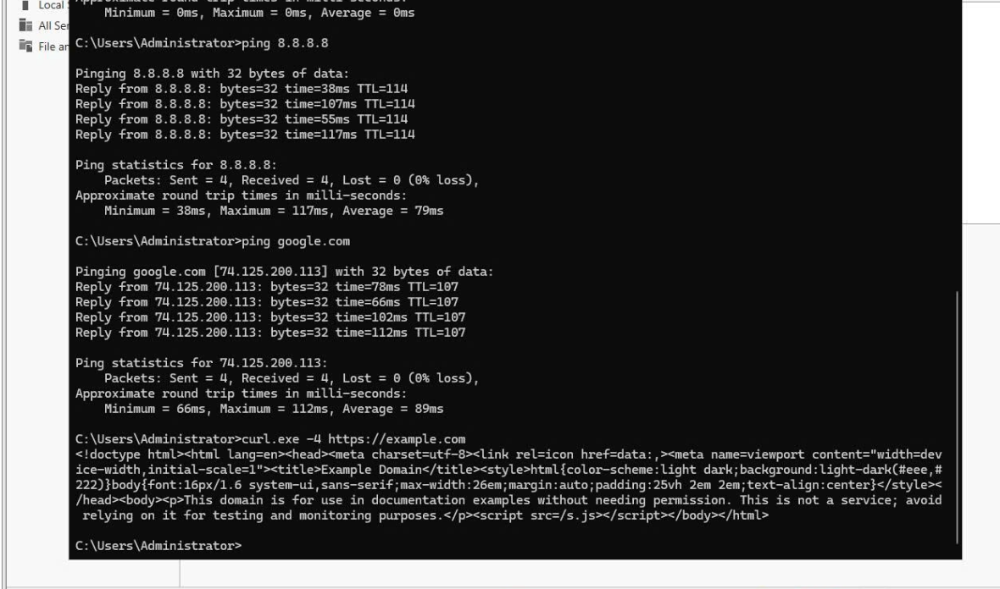 Local
All Ser
File an
Minimum = 0ms, Maximum = 0ms, Average = 0ms
C:\Users\Administrator>ping 8.8.8.8
Pinging 8.8.8.8 with 32 bytes of data:
Reply from 8.8.8.8: bytes=32 time=38ms TTL=114
Reply from 8.8.8.8: bytes=32 time=107ms TTL=114
Reply from 8.8.8.8: bytes=32 time=55ms TTL=114
Reply from 8.8.8.8: bytes=32 time=117ms TTL=114
Ping statistics for 8.8.8.8:
Packets: Sent = 4, Received = 4, Lost = 0 (0% loss),
Approximate round trip times in milli-seconds:
Minimum = 38ms, Maximum = 117ms, Average = 79ms
C:\Users\Administrator>ping google.com
Pinging google.com [74.125.200.113] with 32 bytes of data:
Reply from 74.125.200.113: bytes=32 time=78ms TTL=107
Reply from 74.125.200.113: bytes=32 time=66ms TTL=107
Reply from 74.125.200.113: bytes=32 time=102ms TTL=107
Reply from 74.125.200.113: bytes=32 time=112ms TTL=107
Ping statistics for 74.125.200.113:
Packets: Sent = 4, Received = 4, Lost = 0 (0% loss),
Approximate round trip times in milli-seconds:
Minimum = 66ms, Maximum = 112ms, Average = 89ms
C:\Users\Administrator>curl.exe -4 https://example.com
<!doctype html><html lang=en><head><meta charset=utf-8><link rel=icon href=data:,><meta name=viewport content="width=dev
ice-width,initial-scale=1"><title>Example Domain</title><style>html{color-scheme:light dark;background:light-dark(#eee,#
222)}body{font:16px/1.6 system-ui,sans-serif;max-width:26em;margin:auto;padding:25vh 2em 2em;text-align:center}</style><
/head><body><p>This domain is for use in documentation examples without needing permission. This is not a service; avoid
relying on it for testing and monitoring purposes.</p><script src=/s.js></script></body></html>
C:\Users\Administrator>